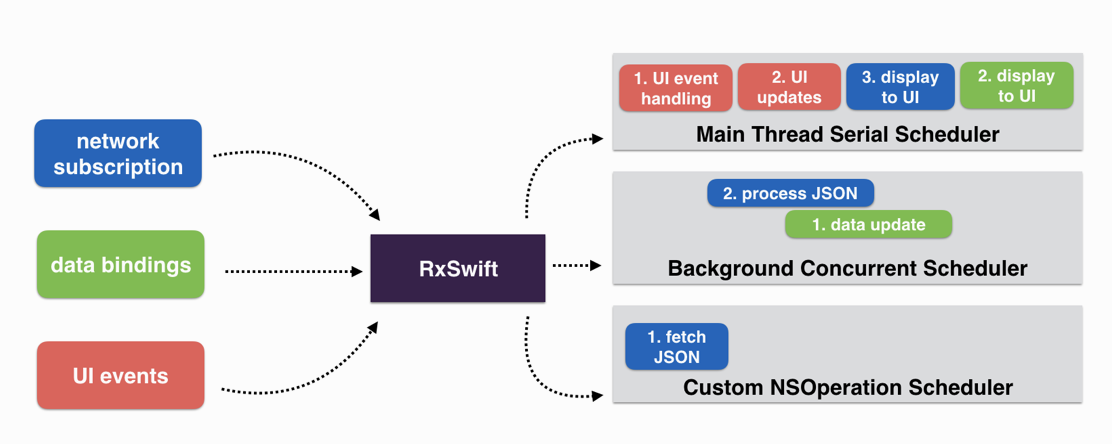 network
subscription
data bindings
UI events
RxSwift
1. UI event
handling
2. UI
updates
3. display
to UI
2. display
to UI
Main Thread Serial Scheduler
2. process JSON
1. data update
Background Concurrent Scheduler
1. fetch
JSON
Custom NSOperation Scheduler